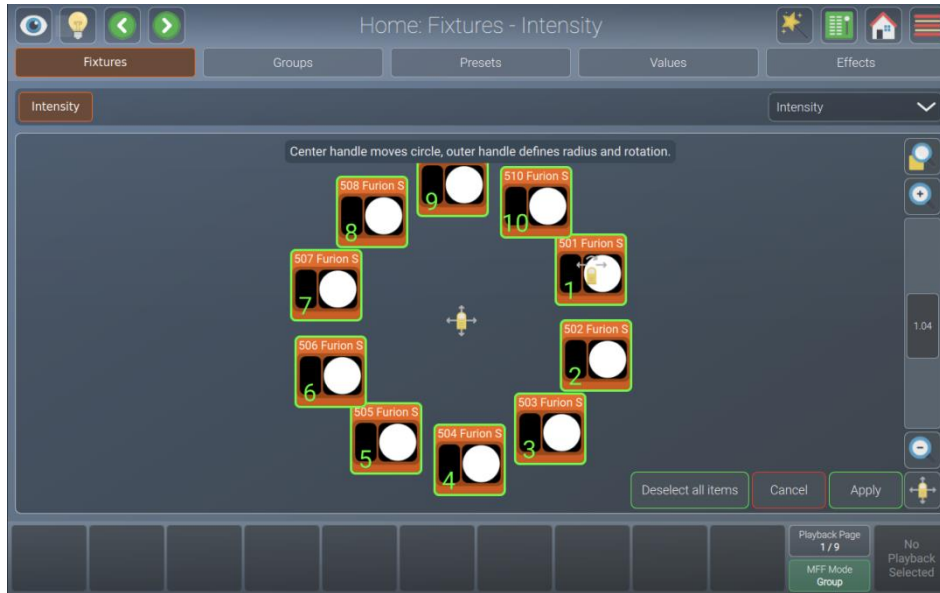 Home: Fixtures - Intensity
Fixtures
Groups
Presets
Values
Effects
Intensity
Intensity
Center handle moves circle, outer handle defines radius and rotation.
9
508 Furion S
8
510 Furion S
10
507 Furion S
7
501 Furion S
1
506 Furion S
6
502 Furion S
2
505 Furion S
5
503 Furion S
3
504 Furion S
4
1.04
Deselect all items
Cancel
Apply
Playback Page
1/9
MFF Mode
Group
No
Playback
Selected